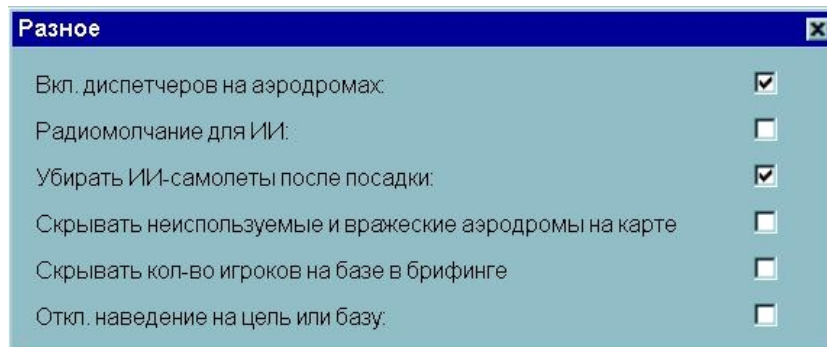 Разное
Вкл. диспетчеров на аэродромах:
Радиомолчание для ИИ:
Убирать ИИ-самолеты после посадки:
Скрывать неиспользуемые и вражеские аэродромы на карте
Скрывать кол-во игроков на базе в брифинге
Откл. наведение на цель или базу: